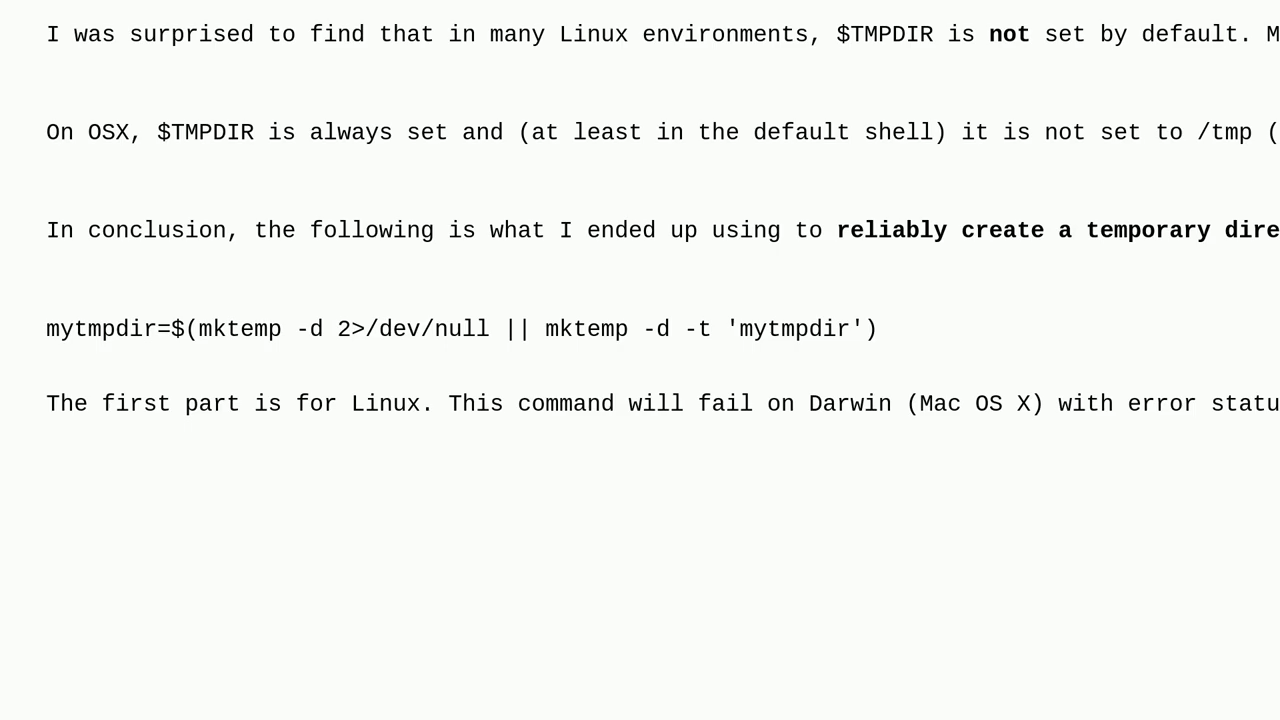 I was surprised to find that in many Linux environments, $TMPDIR is not set by default. M
On OSX, $TMPDIR is always set and (at least in the default shell) it is not set to /tmp (
In conclusion, the following is what I ended up using to reliably create a temporary dire
mytmpdir=$(mktemp -d 2>/dev/null || mktemp -d -t 'mytmpdir')
The first part is for Linux. This command will fail on Darwin (Mac OS X) with error statu